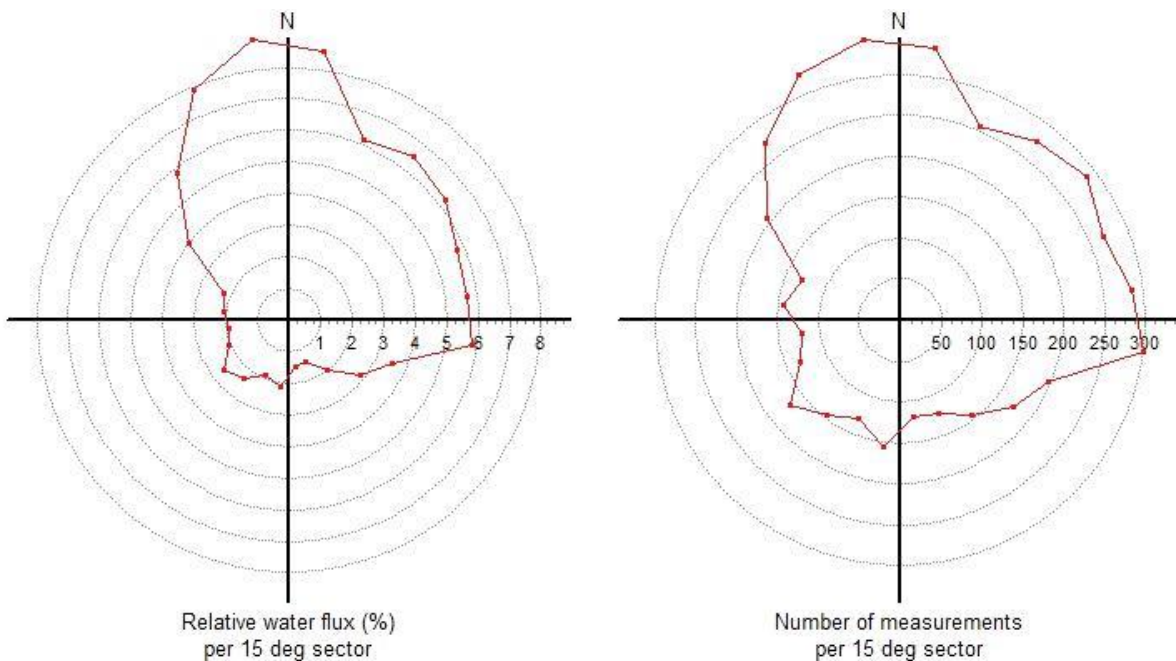 N
1 2 3 4 5 6 7 8
Relative water flux (%)
per 15 deg sector
N
50 100 150 200 250 300
Number of measurements
per 15 deg sector